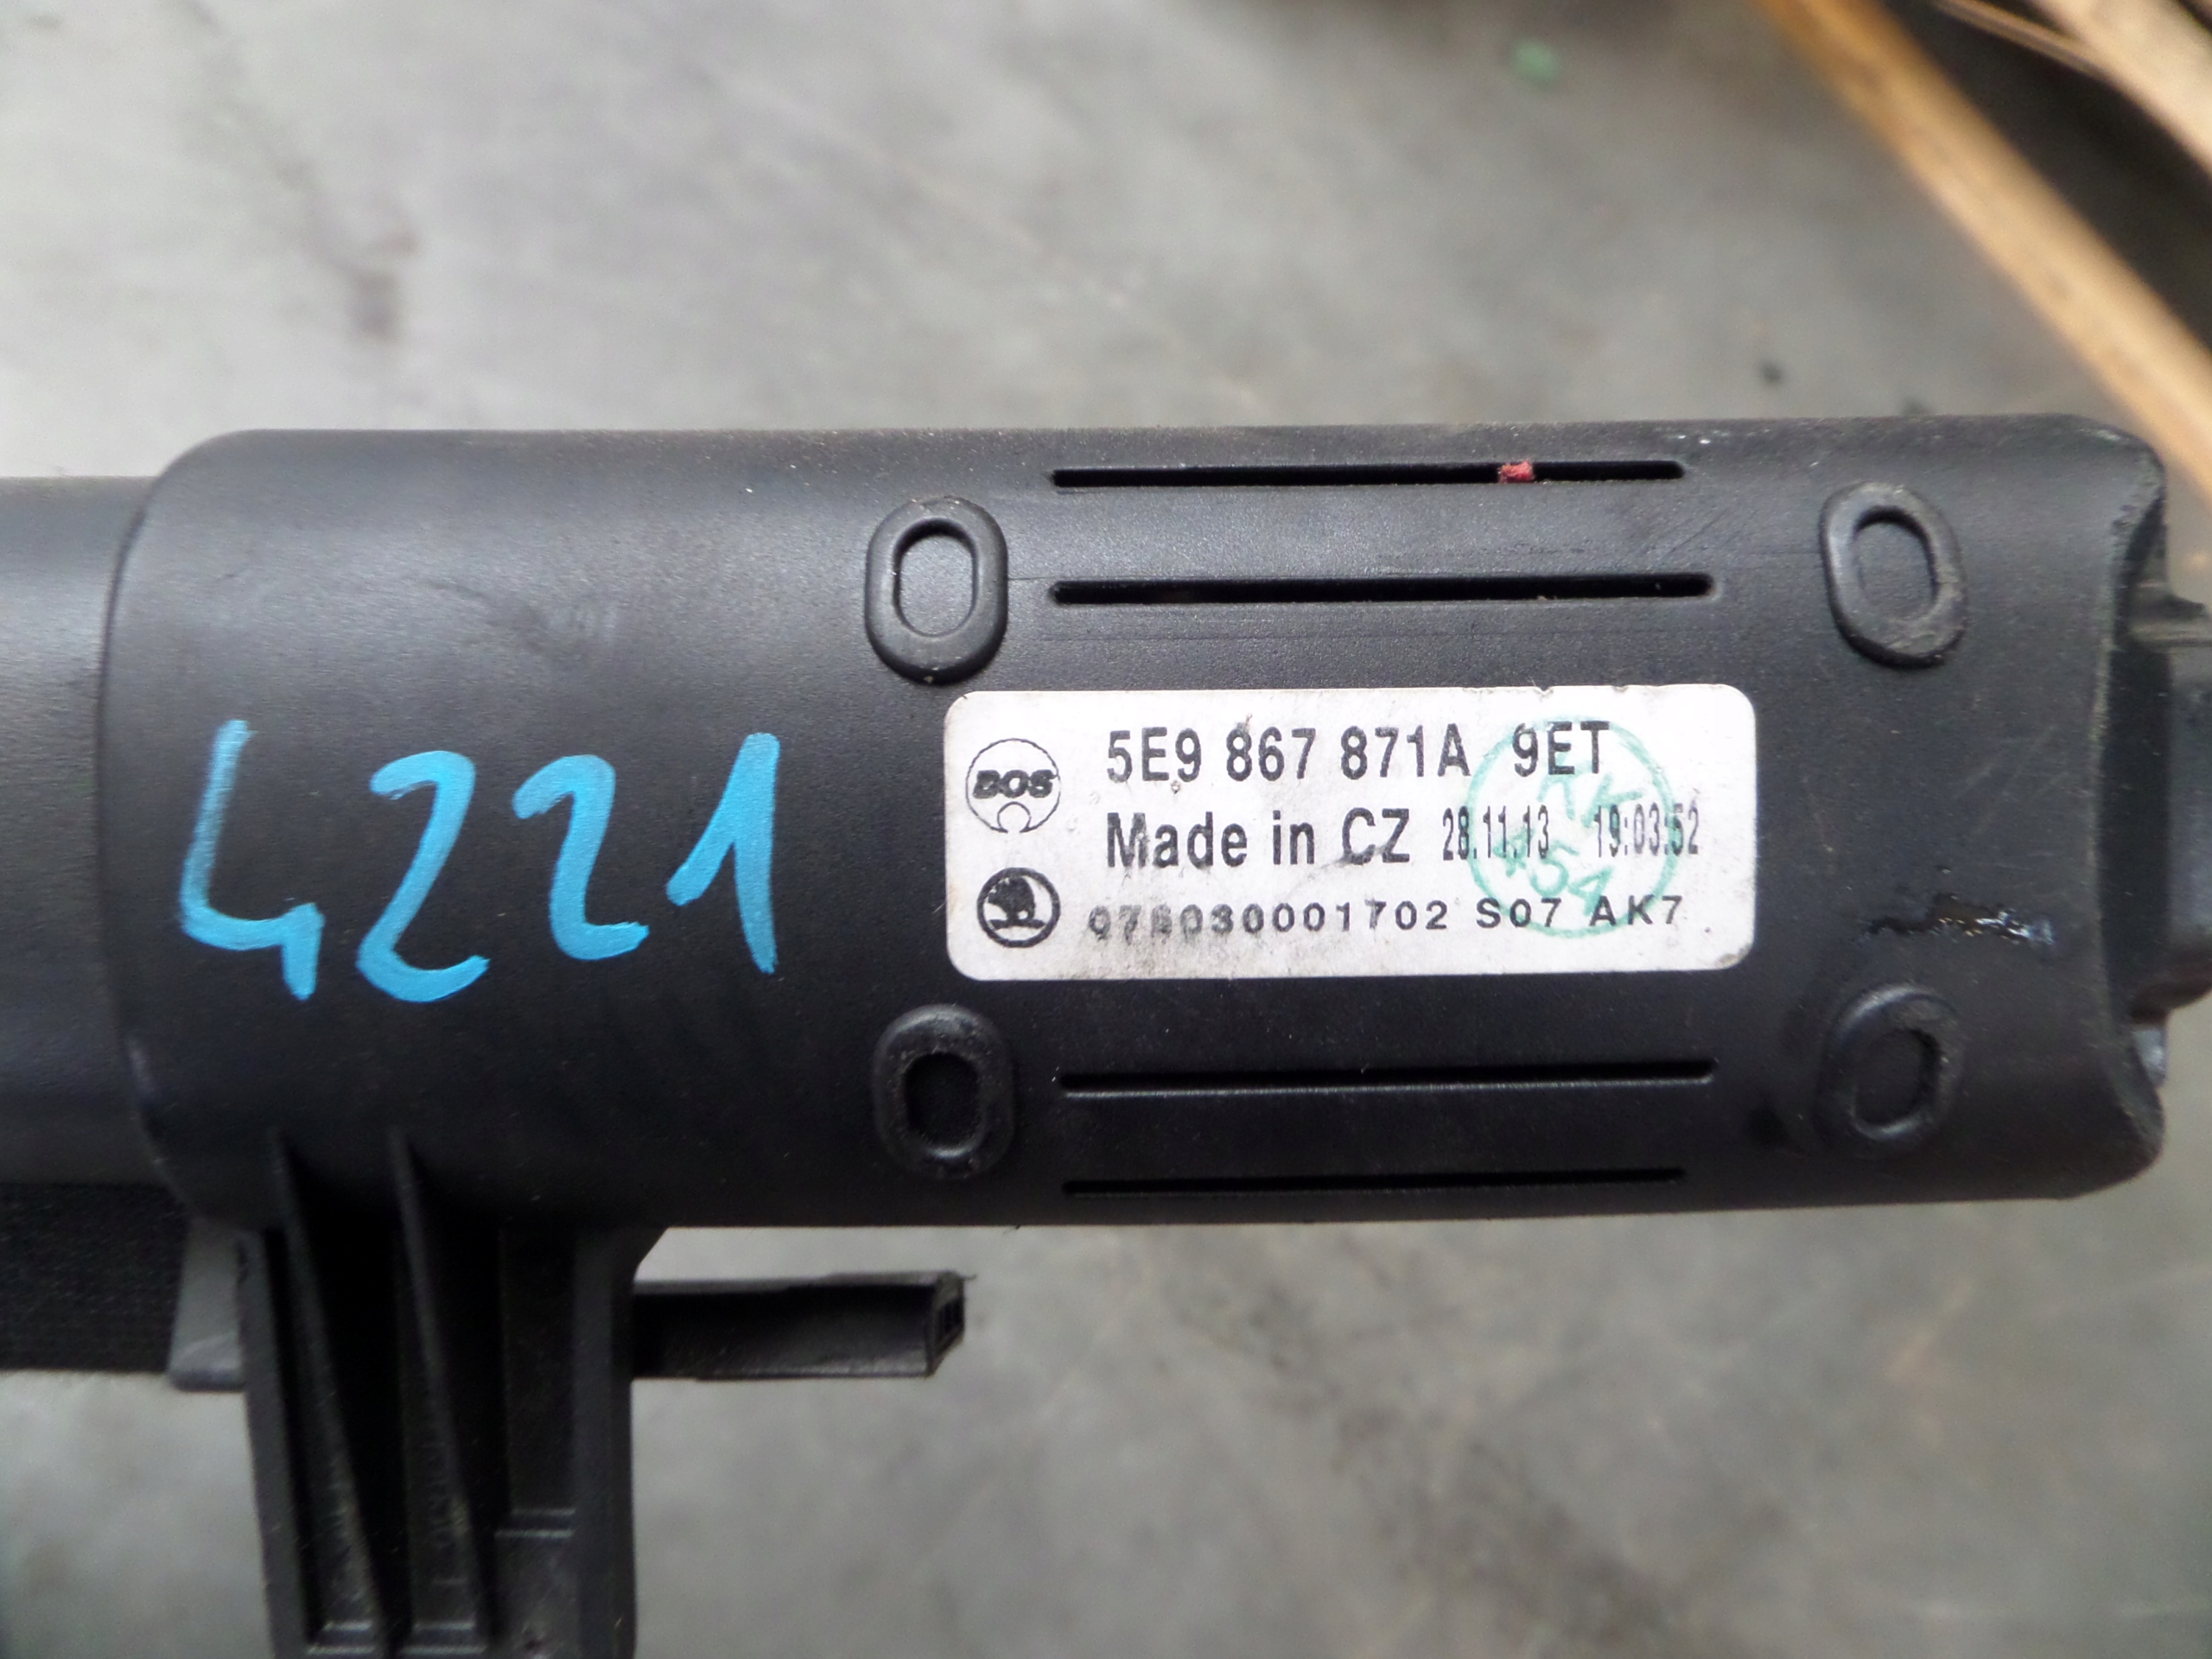 4221
BOS
5E9 867 871A 9ET
Made in CZ 28.11.13 19:03:52
S07 AK7